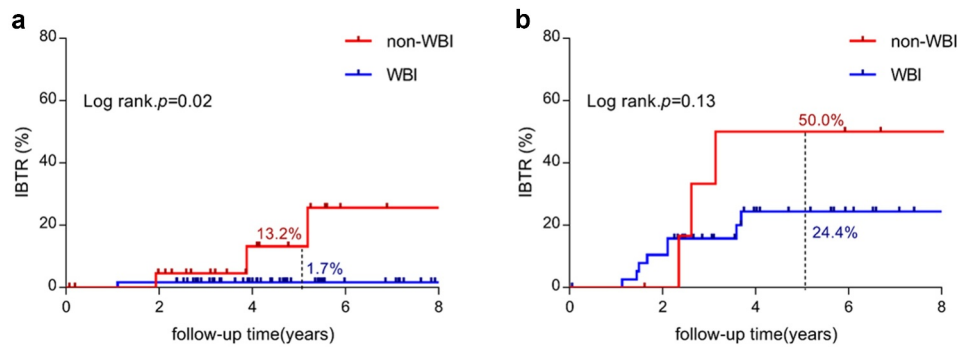 a
80
60
40
20
0
IBTR (%)
non-WBI
WBI
Log rank.p=0.02
13.2%
1.7%
0 2 4 6 8
follow-up time(years)
b
80
60
40
20
0
IBTR (%)
non-WBI
WBI
Log rank.p=0.13
50.0%
24.4%
0 2 4 6 8
follow-up time(years)